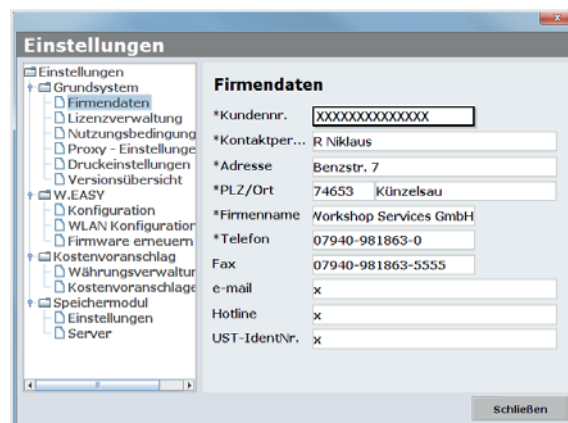 Einstellungen
Einstellungen
Grundsystem
Firmendaten
Lizenzverwaltung
Nutzungsbedingung
Proxy - Einstellunge
Druckeinstellungen
Versionsübersicht
W.EASY
Konfiguration
WLAN Konfiguration
Firmware erneuern
Kostenvoranschlag
Währungsverwaltur
Kostenvoranschlage
Speichermodul
Einstellungen
Server
Firmendaten
*Kundennr. XXXXXXXXXXXXXX
*Kontaktper... R Niklaus
*Adresse Benzstr. 7
*PLZ/Ort 74653 Künzelsau
*Firmenname Workshop Services GmbH
*Telefon 07940-981863-0
Fax 07940-981863-5555
e-mail x
Hotline x
UST-IdentNr. x
Schließen